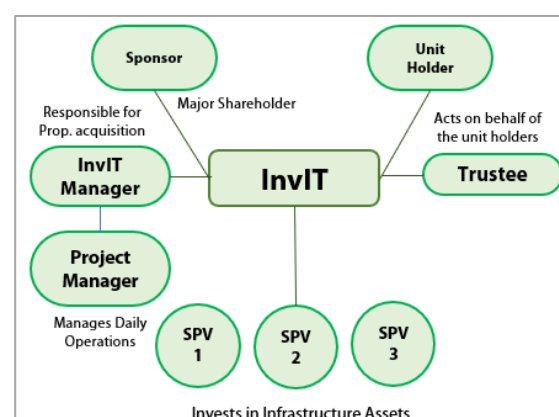 Sponsor
Unit
Holder
Major Shareholder
Responsible for
Prop. acquisition
Acts on behalf of
the unit holders
InvIT
Manager
InvIT
Trustee
Project
Manager
Manages Daily
Operations
SPV
1
SPV
2
SPV
3
Invests in Infrastructure Assets